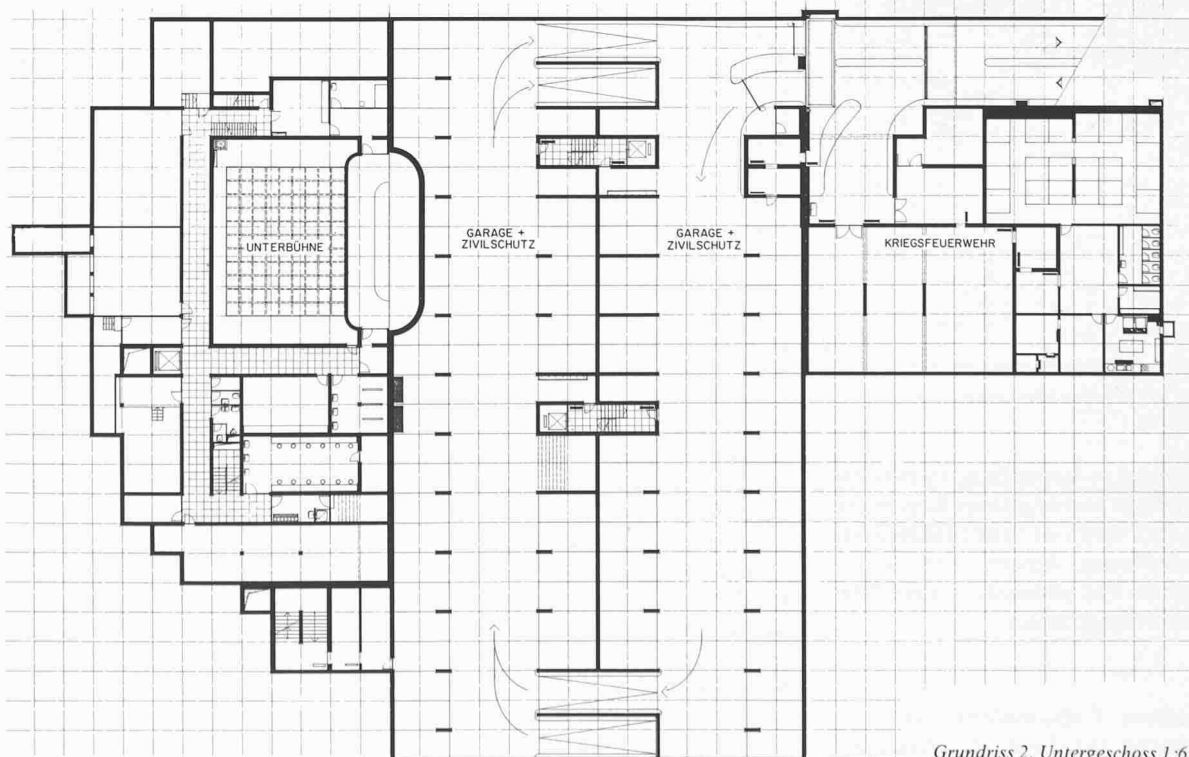 UNTERBÜHNE
GARAGE +
ZIVILSCHUTZ
GARAGE +
ZIVILSCHUTZ
KRIEGSFEUERWEHR
Grundriss 2. Untergeschoss 1:6